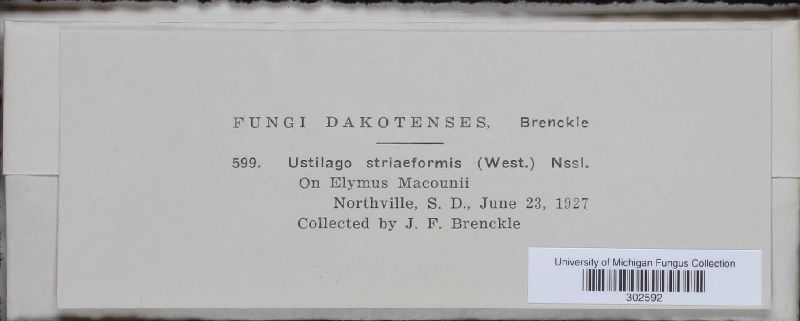 FUNGI DAKOTENSES, Brenckle
599. Ustilago striaeformis (West.) Nssl.
On Elymus Macounii
Northville, S. D., June 23, 1927
Collected by J. F. Brenckle
University of Michigan Fungus Collection
302592